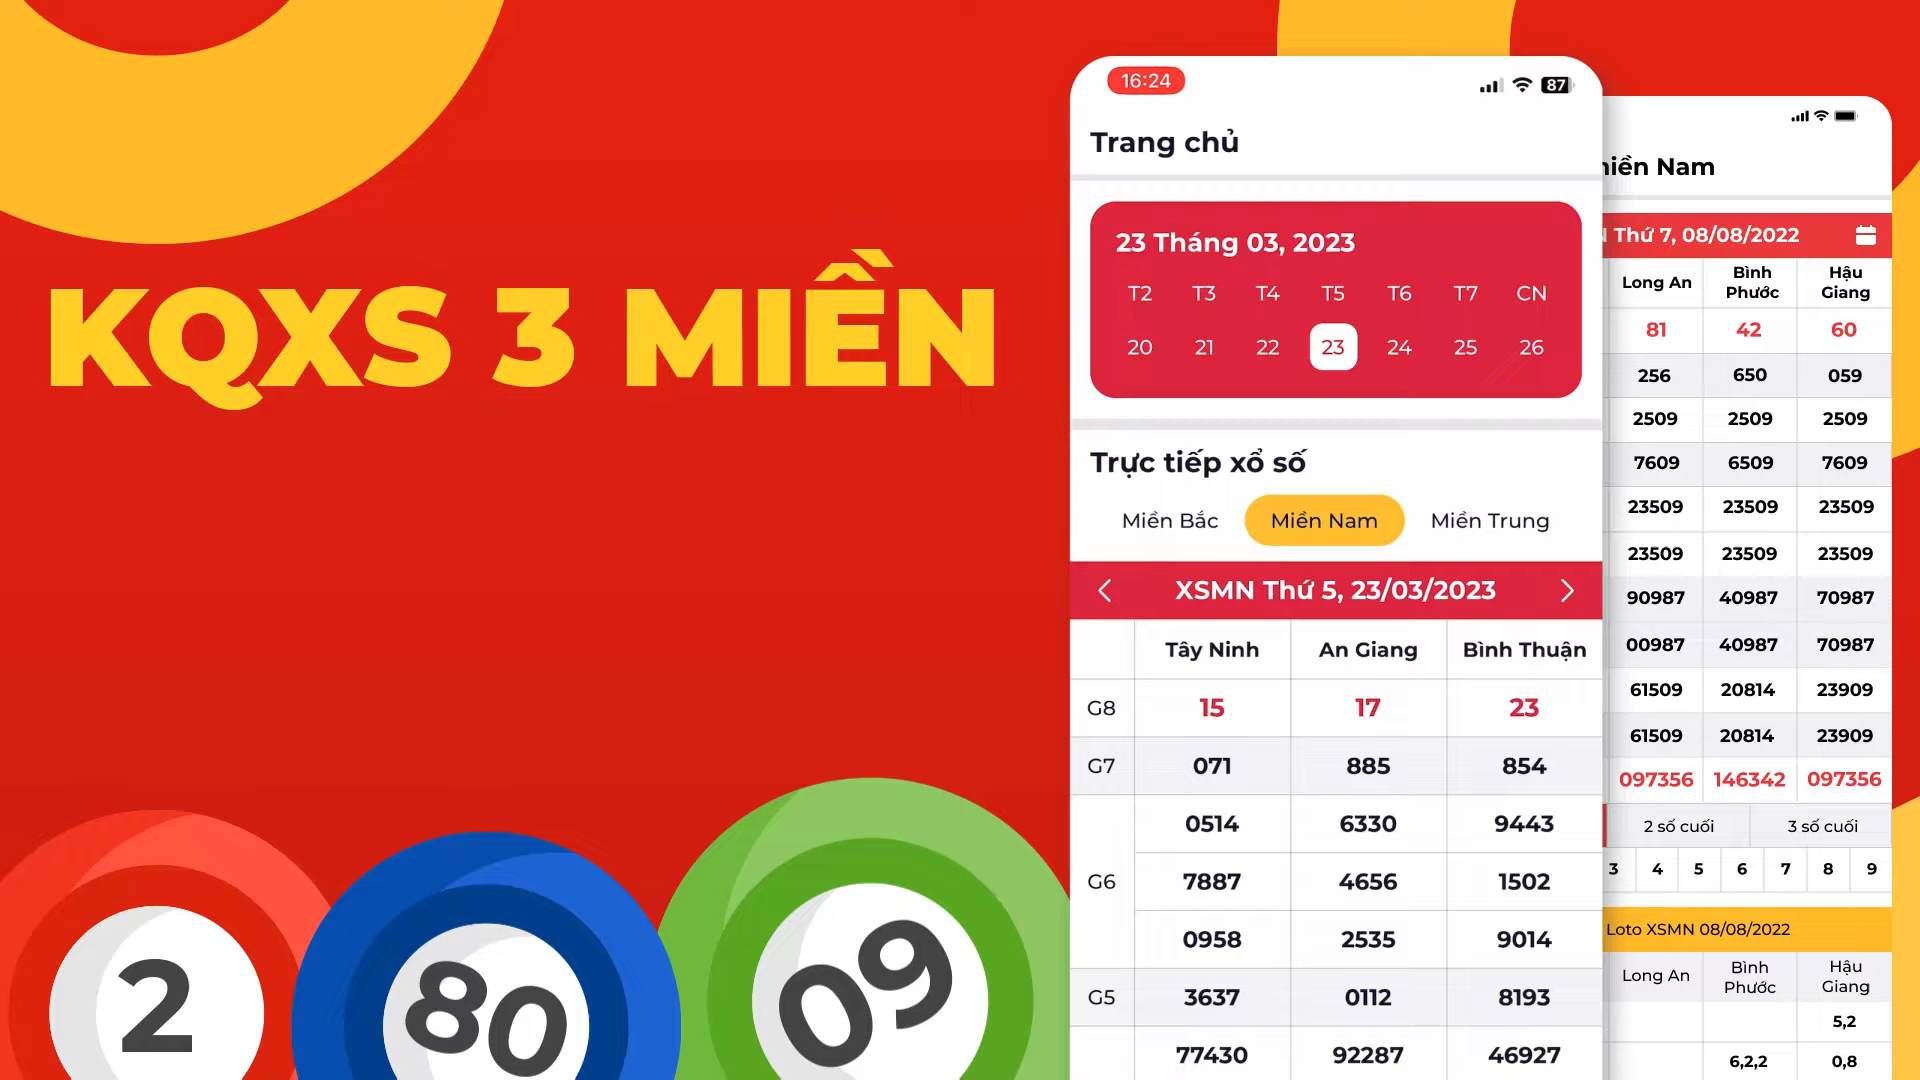 KQXS 3 MIỀN
2
80
09
16:24
87
Trang chủ
23 Tháng 03, 2023
T2 T3 T4 T5 T6 T7 CN
20 21 22 23 24 25 26
Trực tiếp xổ số
Miền Bắc Miền Nam Miền Trung
XSMN Thứ 5, 23/03/2023
Tây Ninh An Giang Bình Thuận
G8 15 17 23
G7 071 885 854
0514 6330 9443
G6 7887 4656 1502
0958 2535 9014
G5 3637 0112 8193
77430 92287 46927
Nam
Thứ 7, 08/08/2022
Long An Bình Phước Hậu Giang
81 42 60
256 650 059
2509 2509 2509
7609 6509 7609
23509 23509 23509
23509 23509 23509
90987 40987 70987
00987 40987 70987
61509 20814 23909
61509 20814 23909
097356 146342 097356
2 số cuối 3 số cuối
3 4 5 6 7 8 9
Loto XSMN 08/08/2022
Long An Bình Phước Hậu Giang
5,2
6,2,2 0,8